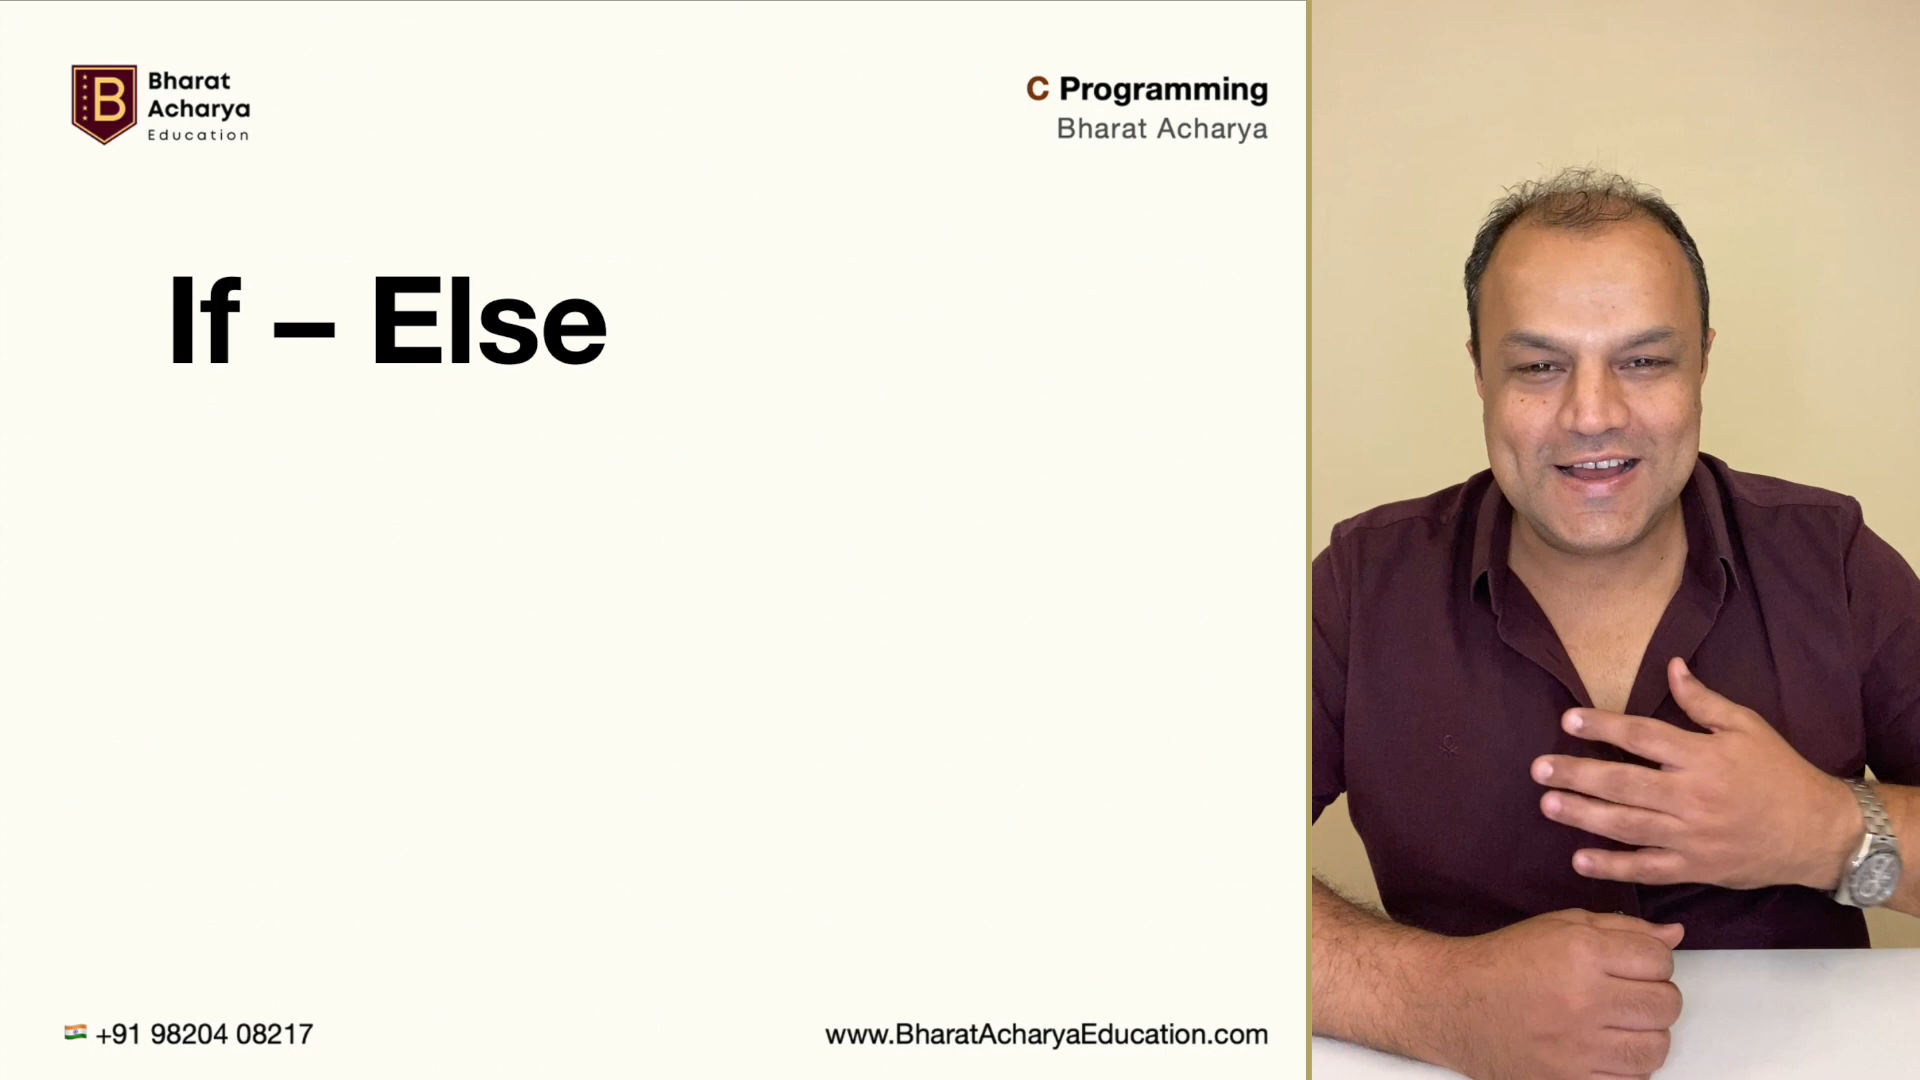 Bharat
Acharya
Education
C Programming
Bharat Acharya
If – Else
+91 98204 08217
www.BharatAcharyaEducation.com